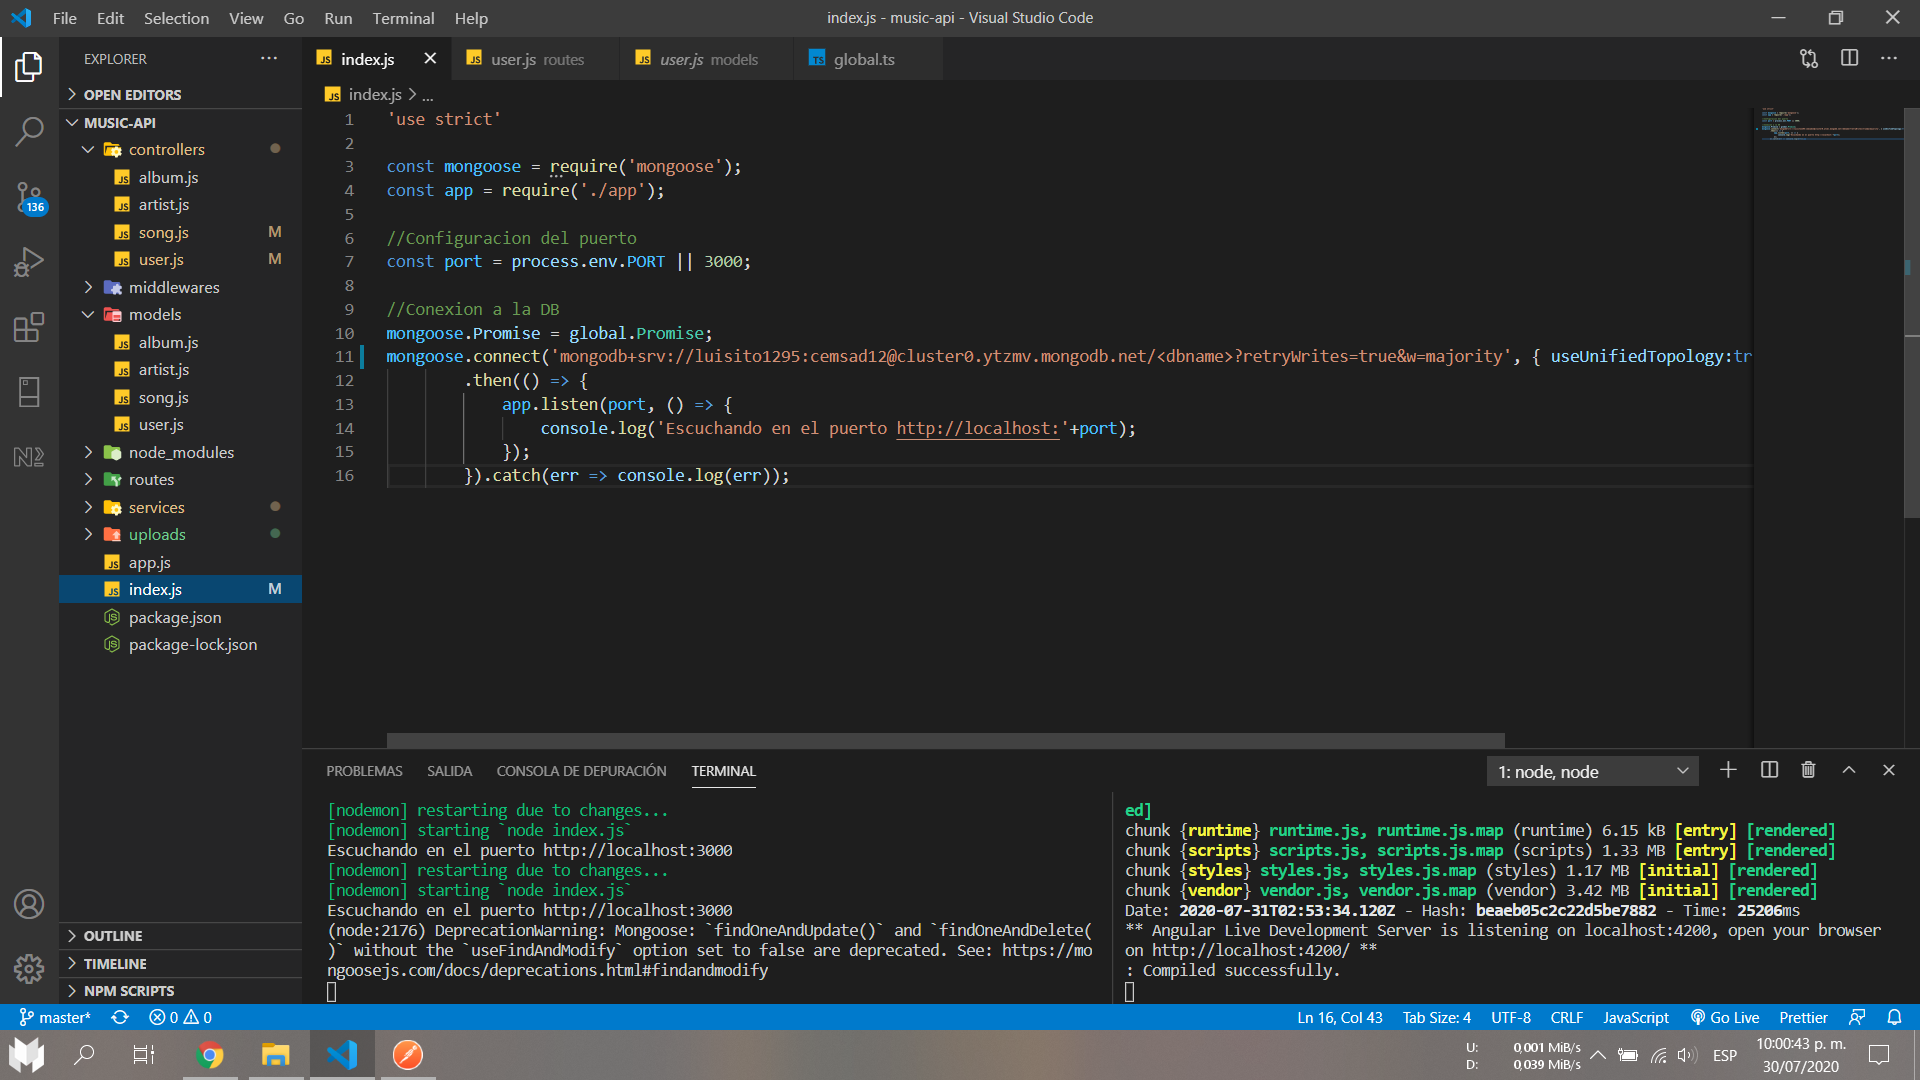 File Edit Selection View Go Run Terminal Help
index.js - music-api - Visual Studio Code
EXPLORER
OPEN EDITORS
MUSIC-API
controllers
album.js
artist.js
song.js M
user.js M
middlewares
models
album.js
artist.js
song.js
user.js
node_modules
routes
services
uploads
app.js
index.js M
package.json
package-lock.json
OUTLINE
TIMELINE
NPM SCRIPTS
136
index.js
user.js routes
user.js models
global.ts
index.js > ...
1 'use strict'
2
3 const mongoose = require('mongoose');
4 const app = require('./app');
5
6 //Configuracion del puerto
7 const port = process.env.PORT || 3000;
8
9 //Conexion a la DB
10 mongoose.Promise = global.Promise;
11 mongoose.connect('mongodb+srv://luisito1295:cemsad12@cluster0.ytzmv.mongodb.net/<dbname>?retryWrites=true&w=majority', { useUnifiedTopology:tr
12 .then(() => {
13 app.listen(port, () => {
14 console.log('Escuchando en el puerto http://localhost:'+port);
15 });
16 }).catch(err => console.log(err));
PROBLEMAS SALIDA CONSOLA DE DEPURACIÓN TERMINAL
1: node, node
[nodemon] restarting due to changes...
[nodemon] starting `node index.js`
Escuchando en el puerto http://localhost:3000
[nodemon] restarting due to changes...
[nodemon] starting `node index.js`
Escuchando en el puerto http://localhost:3000
(node:2176) DeprecationWarning: Mongoose: `findOneAndUpdate()` and `findOneAndDelete(
)` without the `useFindAndModify` option set to false are deprecated. See: https://mo
ngoosejs.com/docs/deprecations.html#findandmodify
ed]
chunk {runtime} runtime.js, runtime.js.map (runtime) 6.15 kB [entry] [rendered]
chunk {scripts} scripts.js, scripts.js.map (scripts) 1.33 MB [entry] [rendered]
chunk {styles} styles.js, styles.js.map (styles) 1.17 MB [initial] [rendered]
chunk {vendor} vendor.js, vendor.js.map (vendor) 3.42 MB [initial] [rendered]
Date: 2020-07-31T02:53:34.120Z - Hash: beaeb05c2c22d5be7882 - Time: 25206ms
** Angular Live Development Server is listening on localhost:4200, open your browser
on http://localhost:4200/ **
: Compiled successfully.
master* 0 0
Ln 16, Col 43 Tab Size: 4 UTF-8 CRLF JavaScript Go Live Prettier
U: 0,001 MiB/s
D: 0,039 MiB/s
ESP
10:00:43 p. m.
30/07/2020